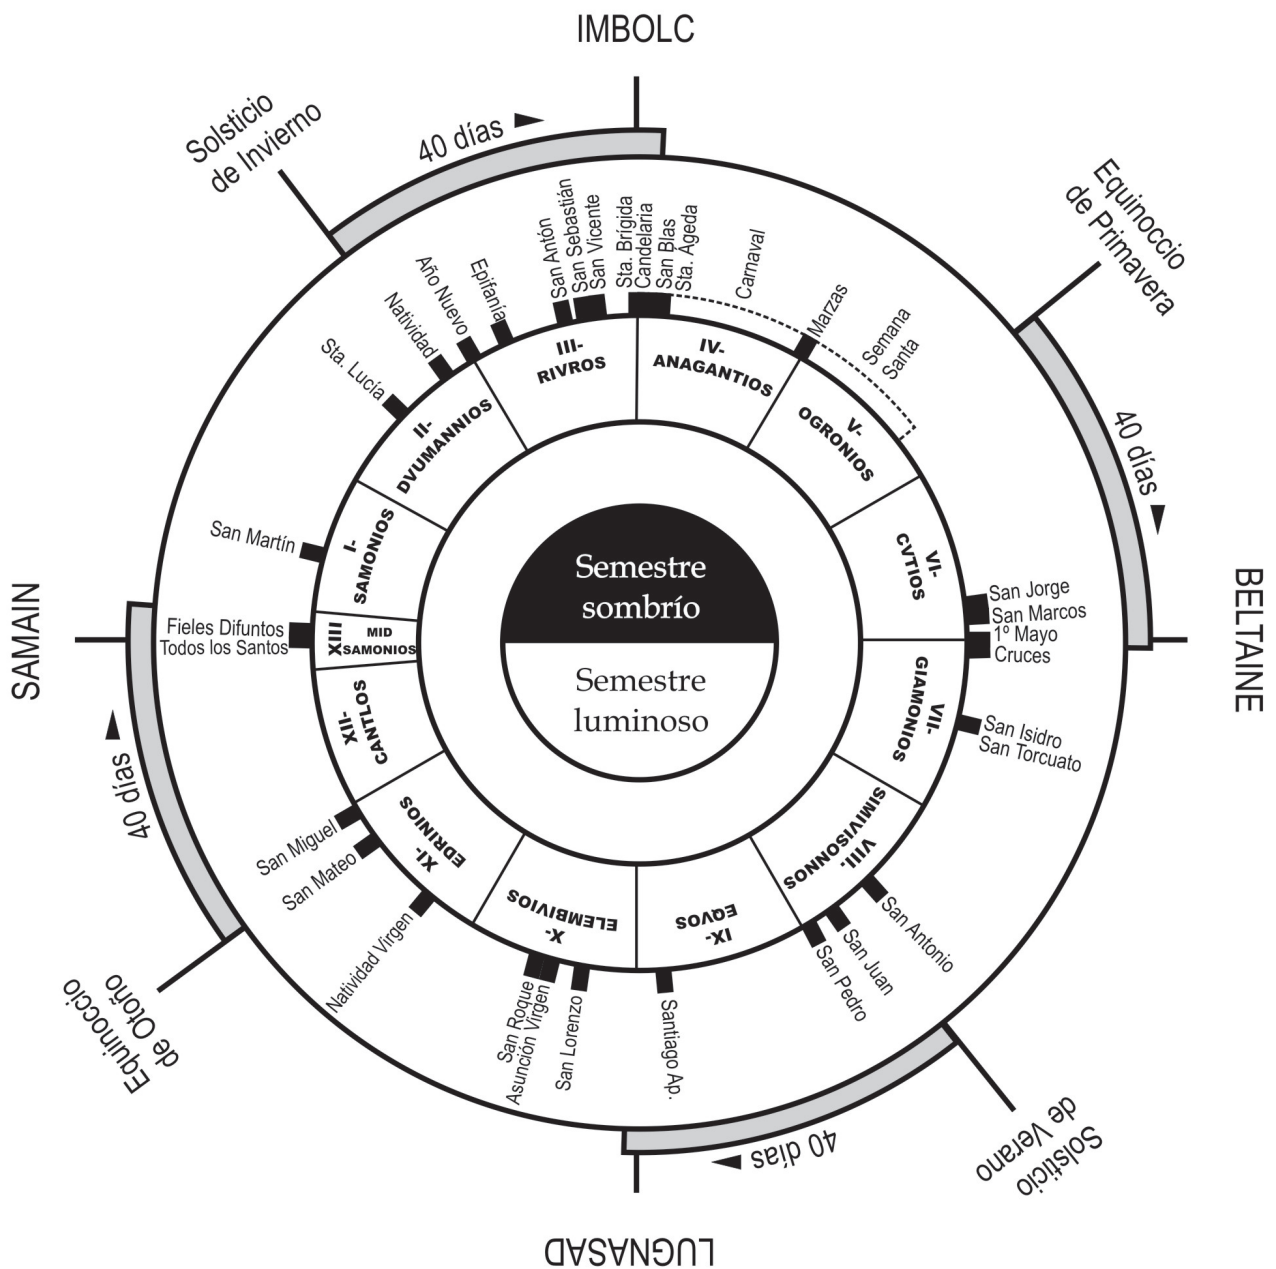 IMBOLC
Solsticio
de Invierno
40 días
Equinoccio
de Primavera
40 días
BELTAINE
Solsticio
de Verano
40 días
LUGNASAD
Equinoccio
de Otoño
40 días
SAMAIN
Fieles Difuntos
Todos los Santos
San Martín
Sta. Lucía
Natividad
Año Nuevo
Epifanía
San Antón
San Sebastián
San Vicente
Sta. Brígida
Candelaria
San Blas
Sta. Ágeda
Carnaval
Marzas
Semana
Santa
San Jorge
San Marcos
1º Mayo
Cruces
San Isidro
San Torcuato
San Antonio
San Juan
San Pedro
Santiago Ap.
San Lorenzo
Asunción Virgen
San Roque
Natividad Virgen
San Mateo
San Miguel
I-
SAMONIOS
II-
DVUMANNIOS
III-
RIVROS
IV-
ANAGANTIOS
V-
OGRONIOS
VI-
CVTIOS
VII-
GIAMONIOS
VIII.
SIMIVISONNOS
IX-
EQVOS
X-
ELEMBIVIOS
XI-
EDRINIOS
XII-
CANTLOS
XIII
MID
SAMONIOS
Semestre
sombrío
Semestre
luminoso